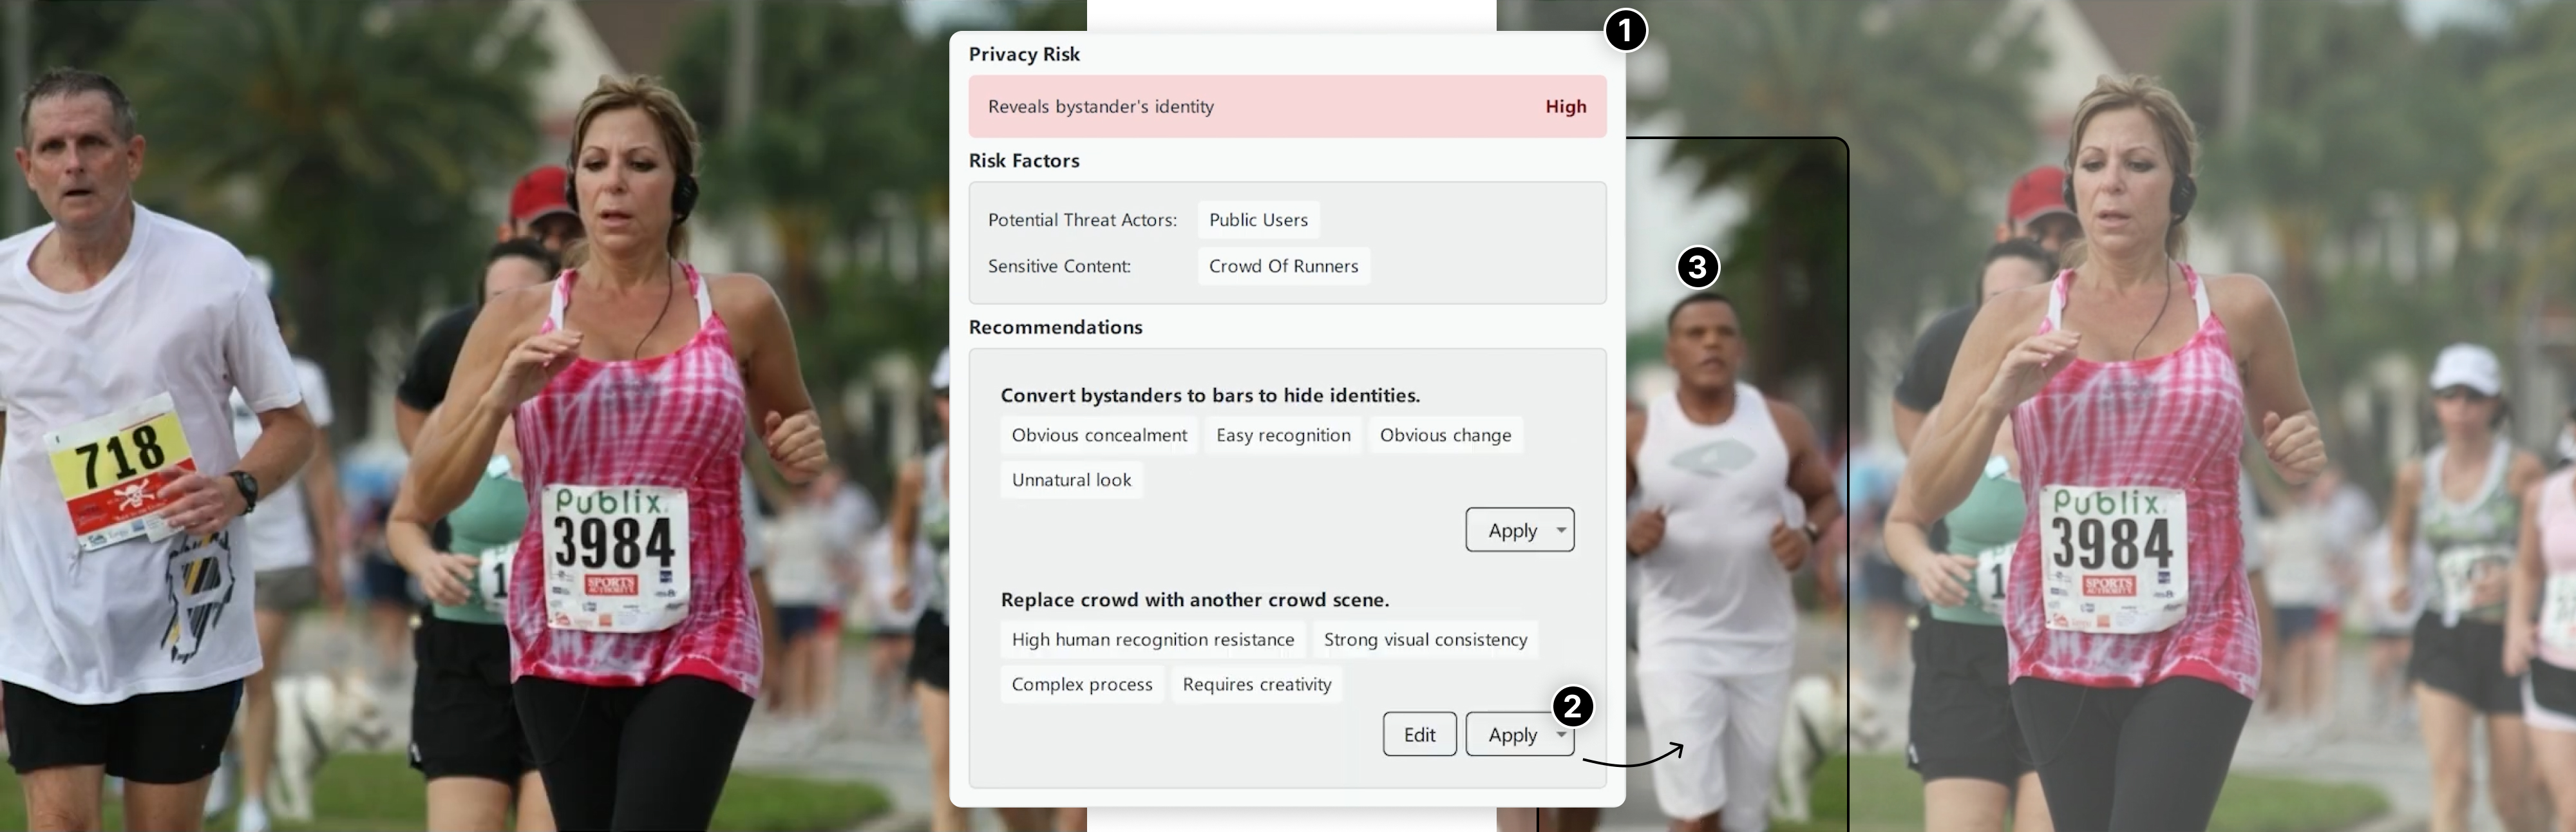 718
Publix
3984
SPORTS
AUTHORITY
1
Privacy Risk
Reveals bystander's identity High
Risk Factors
Potential Threat Actors: Public Users
Sensitive Content: Crowd Of Runners
Recommendations
Convert bystanders to bars to hide identities.
Obvious concealment Easy recognition Obvious change
Unnatural look
Apply
Replace crowd with another crowd scene.
High human recognition resistance Strong visual consistency
Complex process Requires creativity
Edit Apply
1
2
3
Publix
3984
SPORTS
AUTHORITY
1